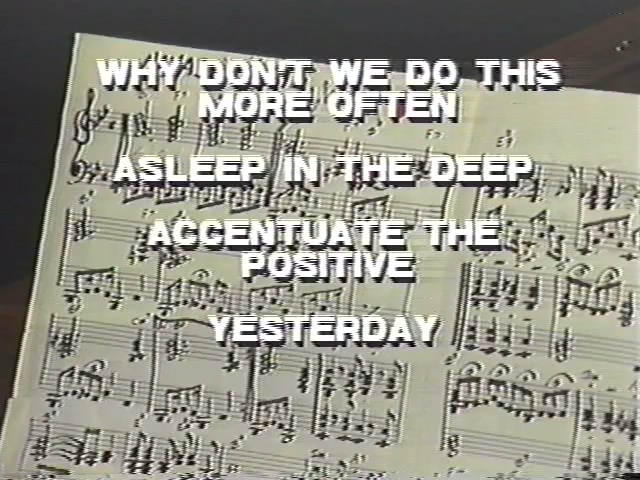 WHY DON'T WE DO THIS
MORE OFTEN
ASLEEP IN THE DEEP
ACCENTUATE THE
POSITIVE
YESTERDAY